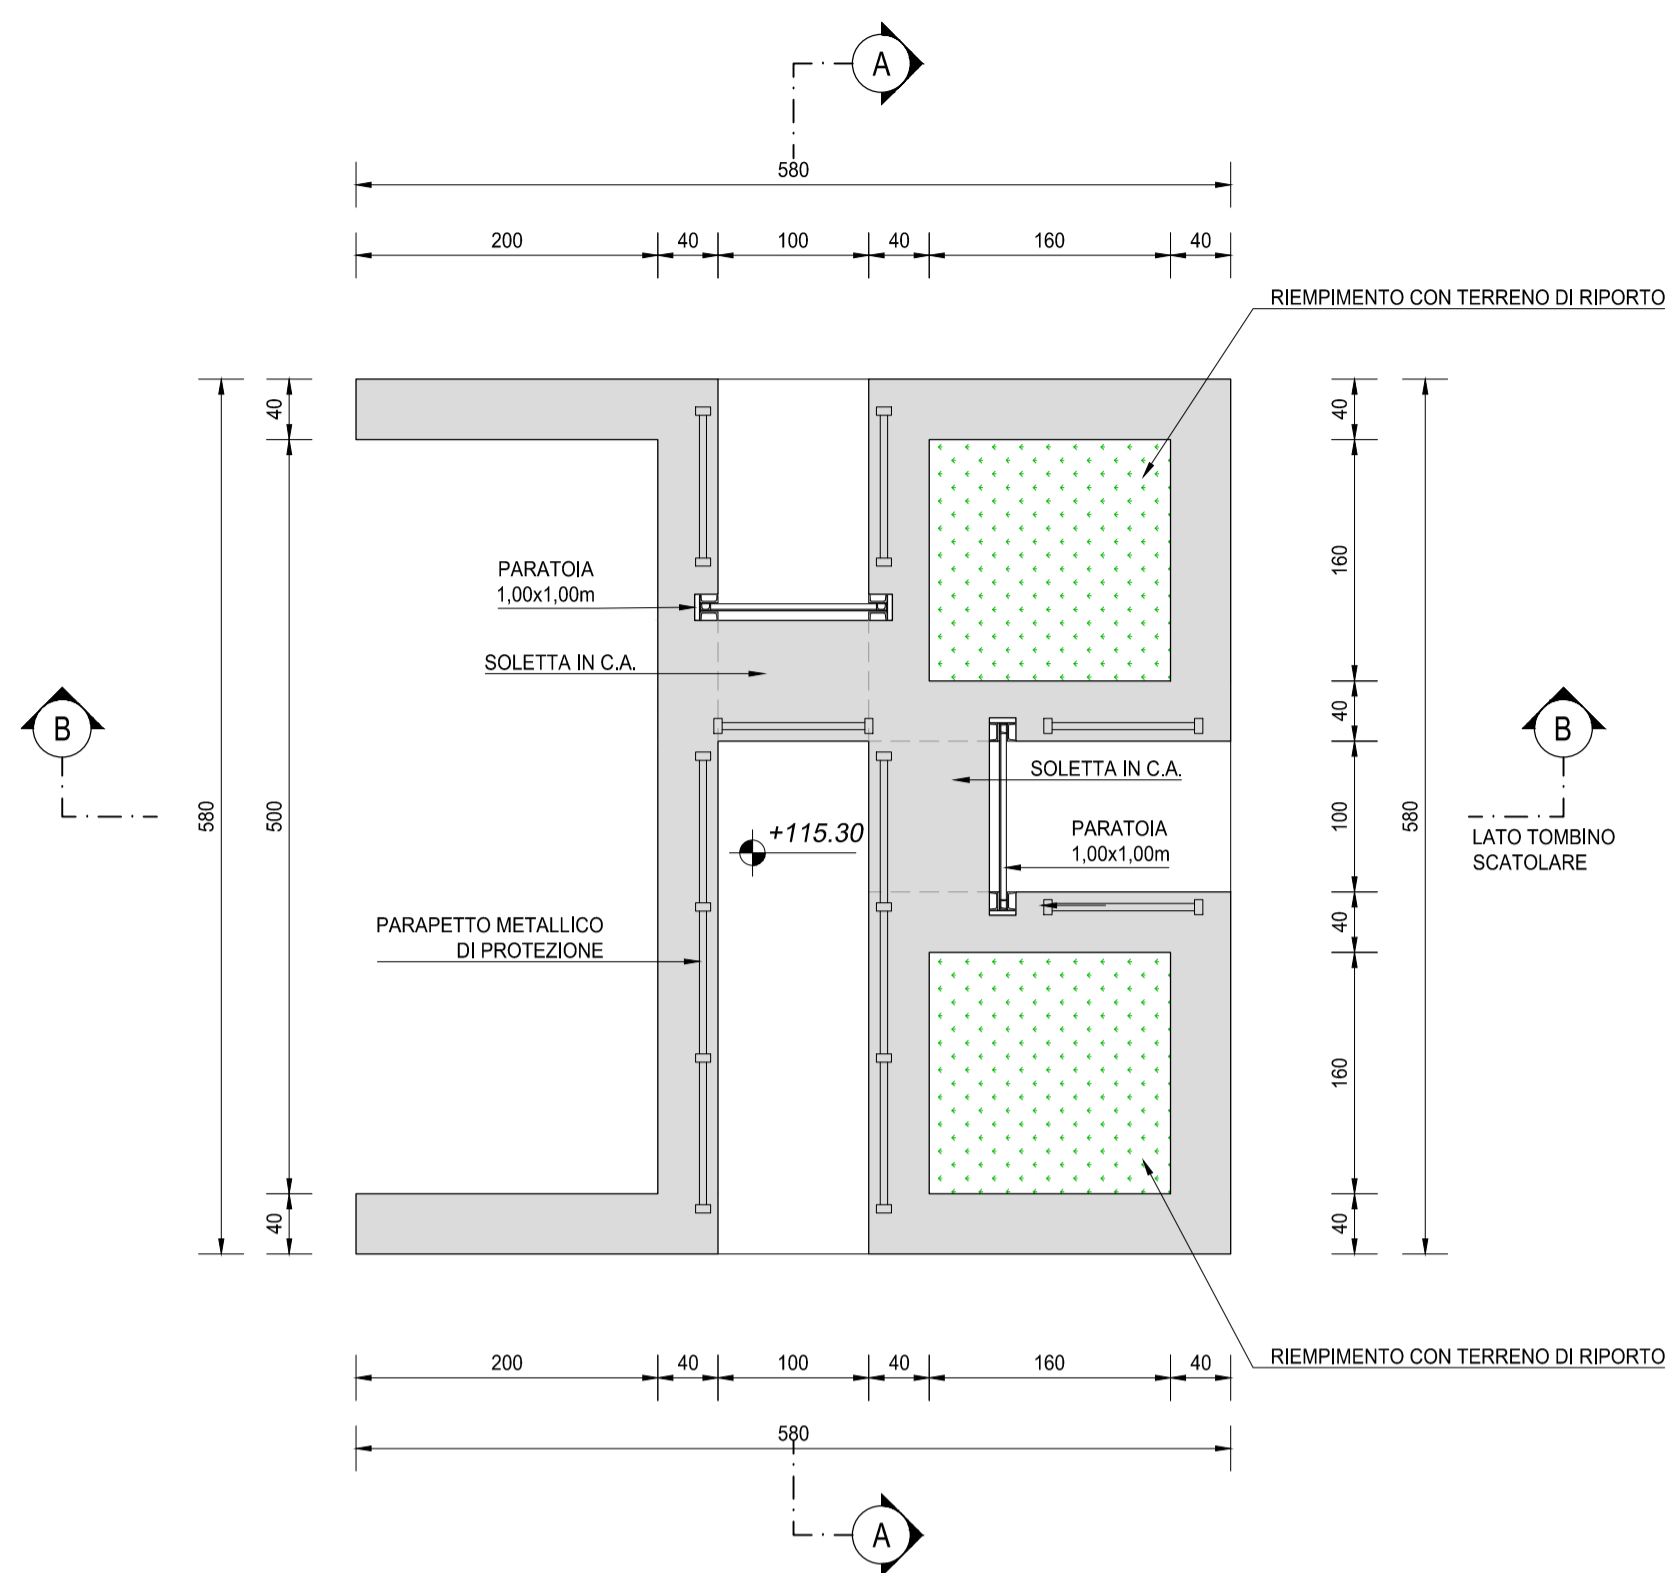 A
580
200 40 100 40 160 40
RIEMPIMENTO CON TERRENO DI RIPORTO
40
40
160
PARATOIA
1,00x1,00m
SOLETTA IN C.A.
B
40
B
SOLETTA IN C.A.
580
500
+115.30
PARATOIA
1,00x1,00m
100
580
LATO TOMBINO
SCATOLARE
PARAPETTO METALLICO
DI PROTEZIONE
40
160
40
40
200 40 100 40 160 40
RIEMPIMENTO CON TERRENO DI RIPORTO
580
A